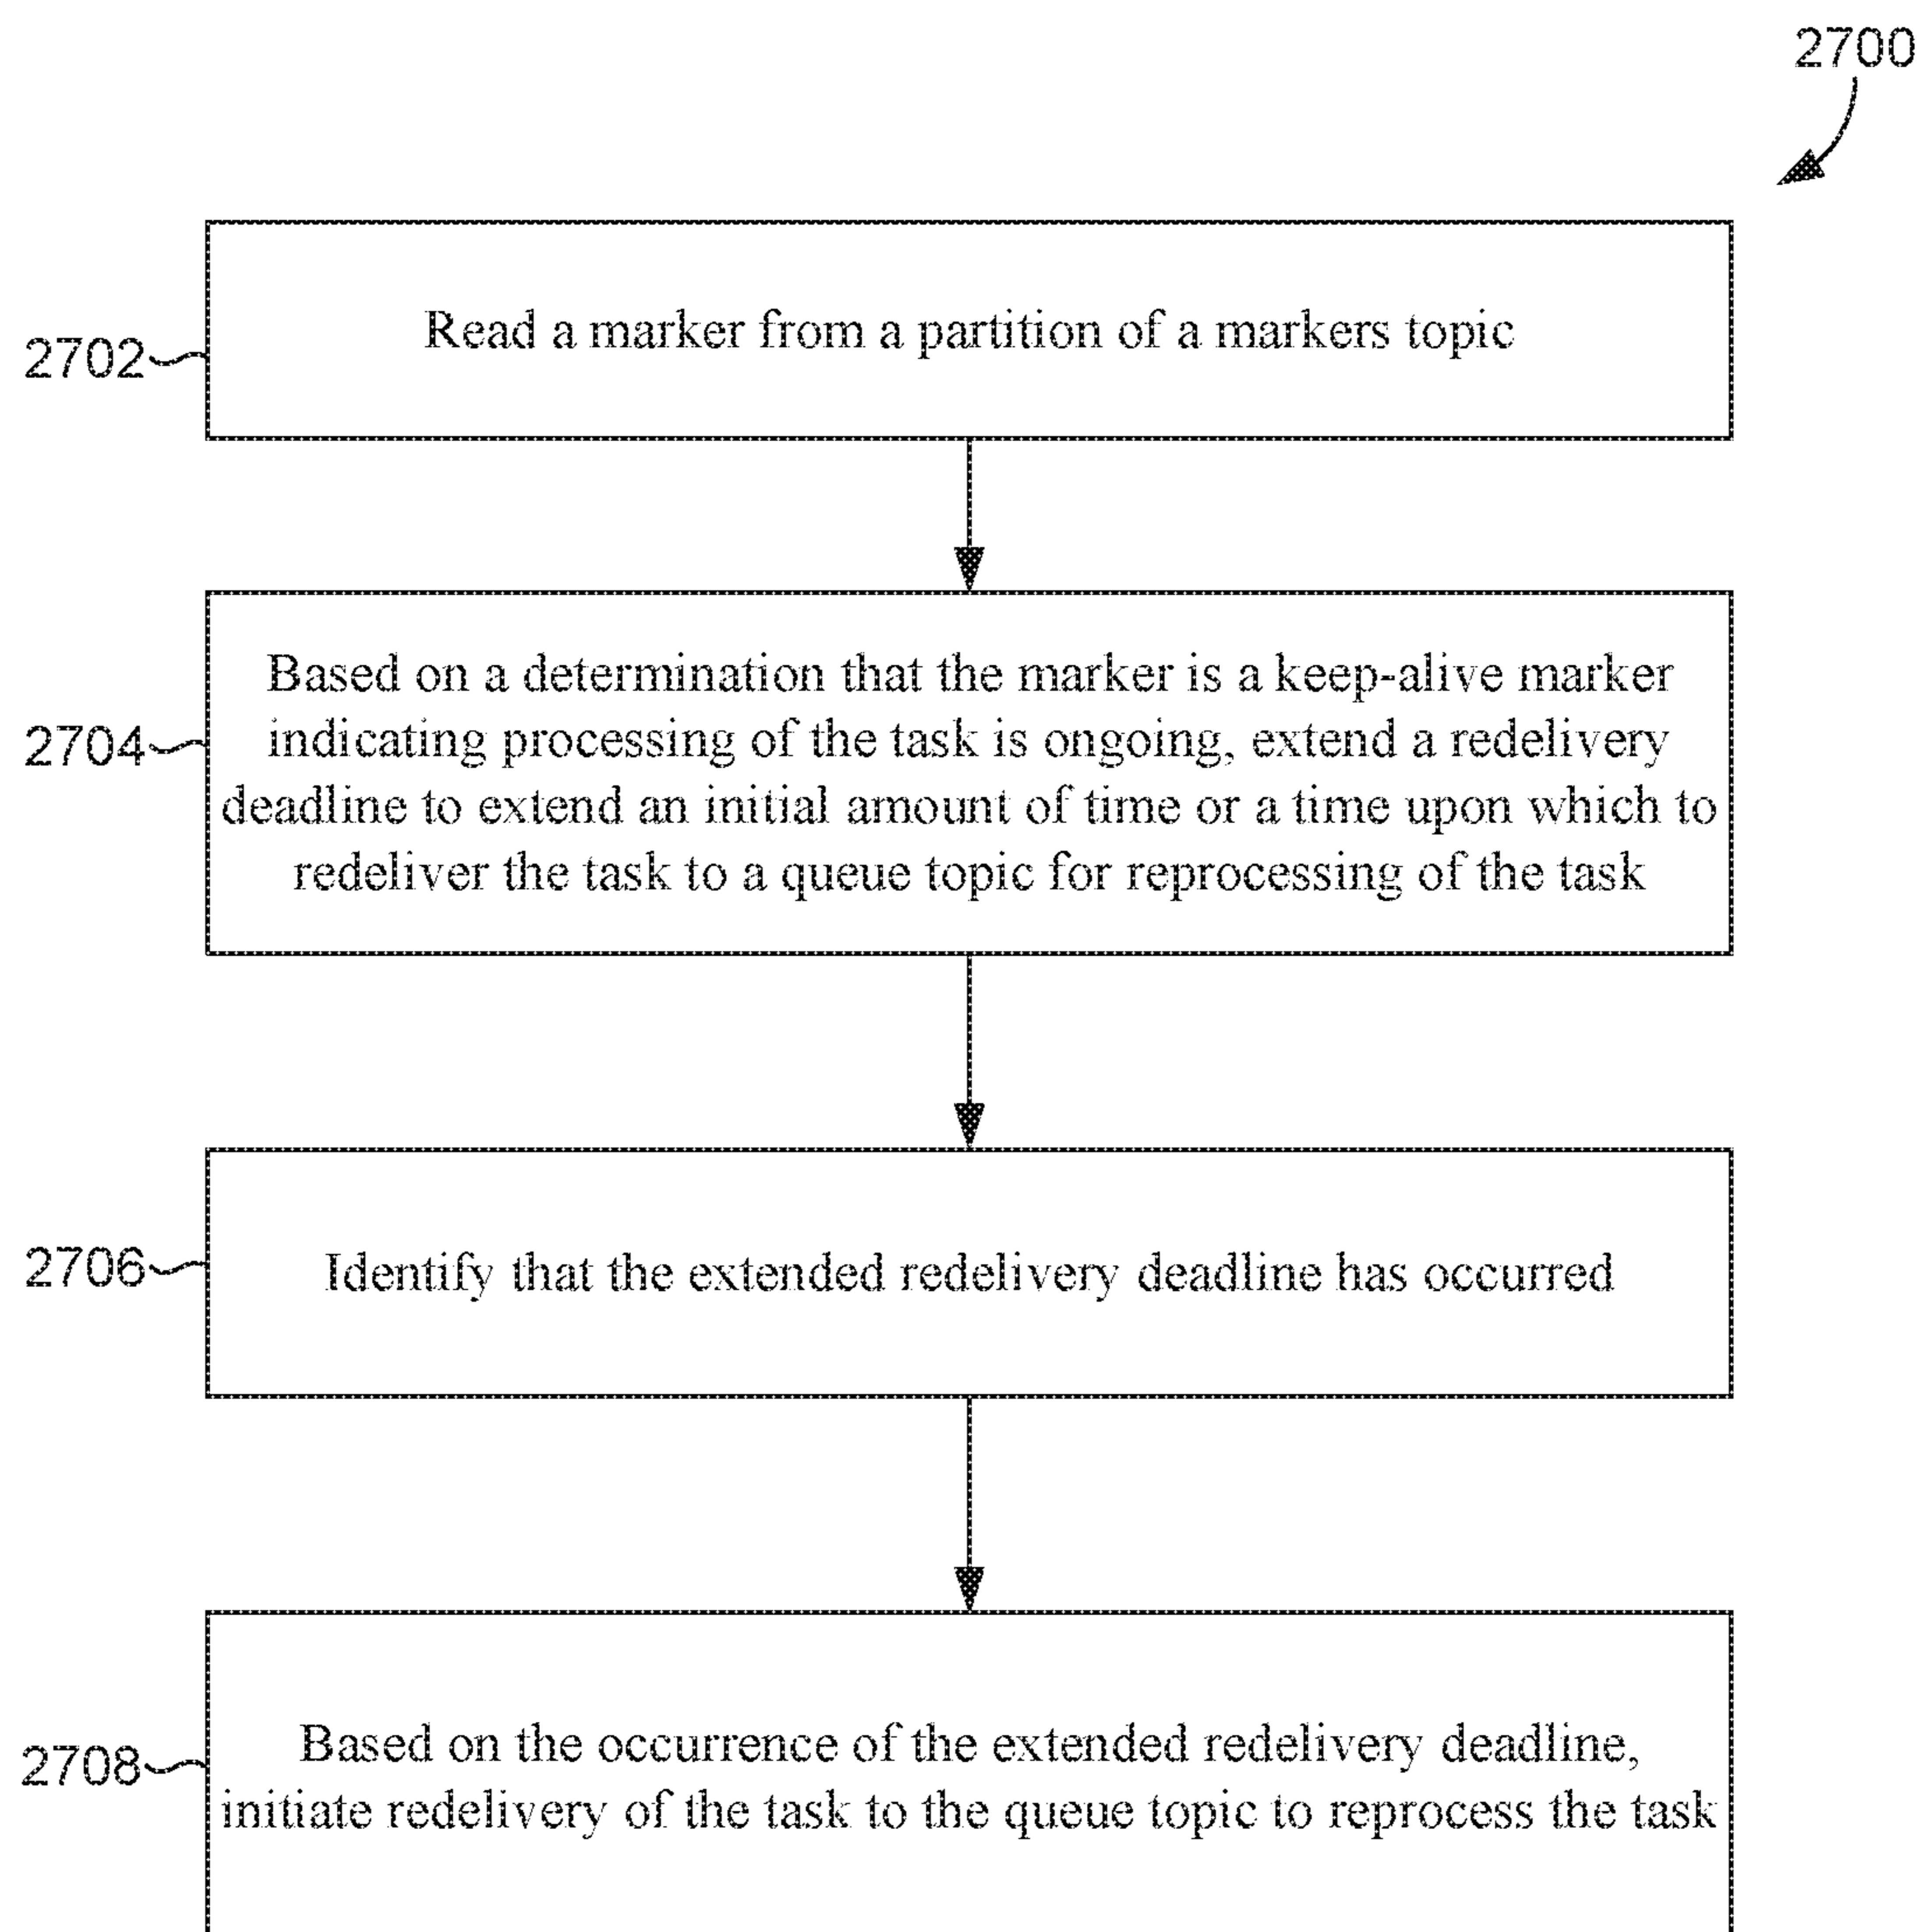 2700
2702
Read a marker from a partition of a markers topic
2704
Based on a determination that the marker is a keep-alive marker
indicating processing of the task is ongoing, extend a redelivery
deadline to extend an initial amount of time or a time upon which to
redeliver the task to a queue topic for reprocessing of the task
2706
Identify that the extended redelivery deadline has occurred
2708
Based on the occurrence of the extended redelivery deadline,
initiate redelivery of the task to the queue topic to reprocess the task